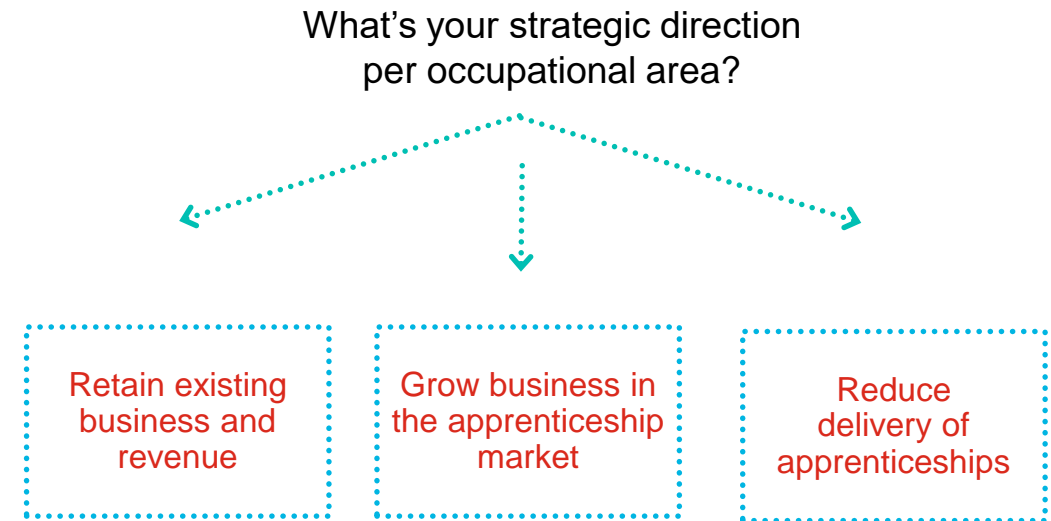 What’s your strategic direction
per occupational area?
Retain existing
business and
revenue
Grow business in
the apprenticeship
market
Reduce
delivery of
apprenticeships